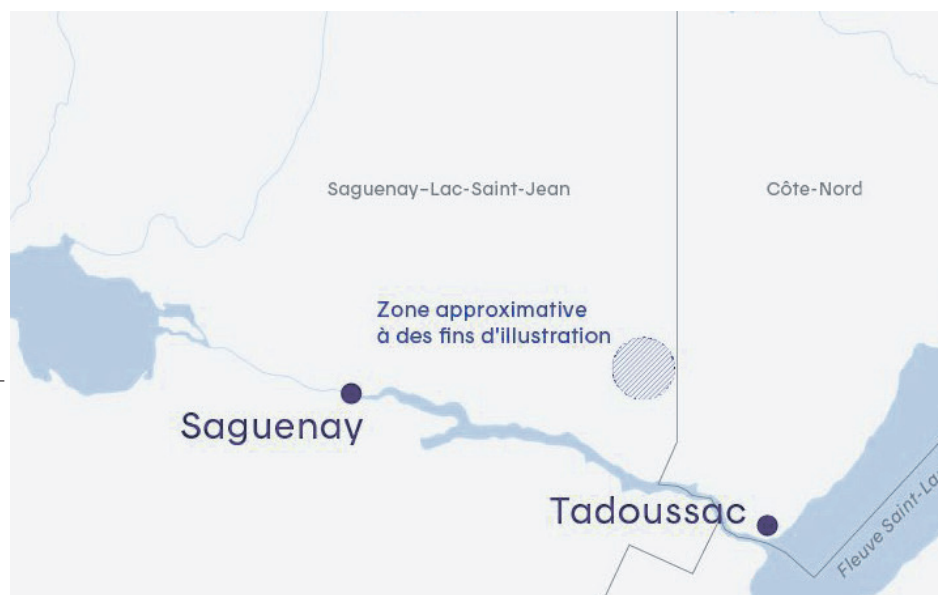 Saguenay–Lac-Saint-Jean
Côte-Nord
Zone approximative
à des fins d'illustration
Saguenay
Tadoussac
Fleuve Saint-La